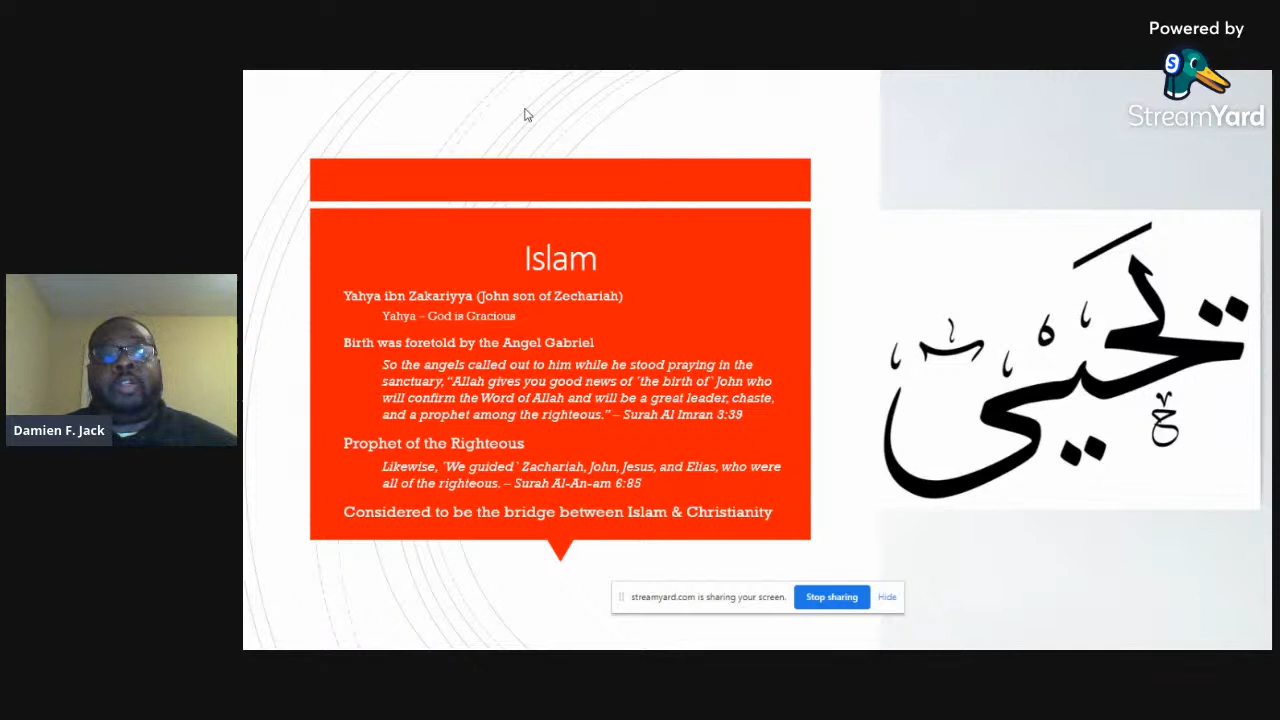 Powered by
StreamYard
Islam
Yahya ibn Zakariyya (John son of Zechariah)
Yahya – God is Gracious
Birth was foretold by the Angel Gabriel
So the angels called out to him while he stood praying in the
sanctuary, “Allah gives you good news of ˹the birth of˺ John who
will confirm the Word of Allah and will be a great leader, chaste,
and a prophet among the righteous.” – Surah Al Imran 3:39
Prophet of the Righteous
Likewise, ˹We guided˺ Zachariah, John, Jesus, and Elias, who were
all of the righteous. – Surah Al-An-am 6:85
Considered to be the bridge between Islam & Christianity
تحيى
Damien F. Jack
streamyard.com is sharing your screen. Stop sharing Hide